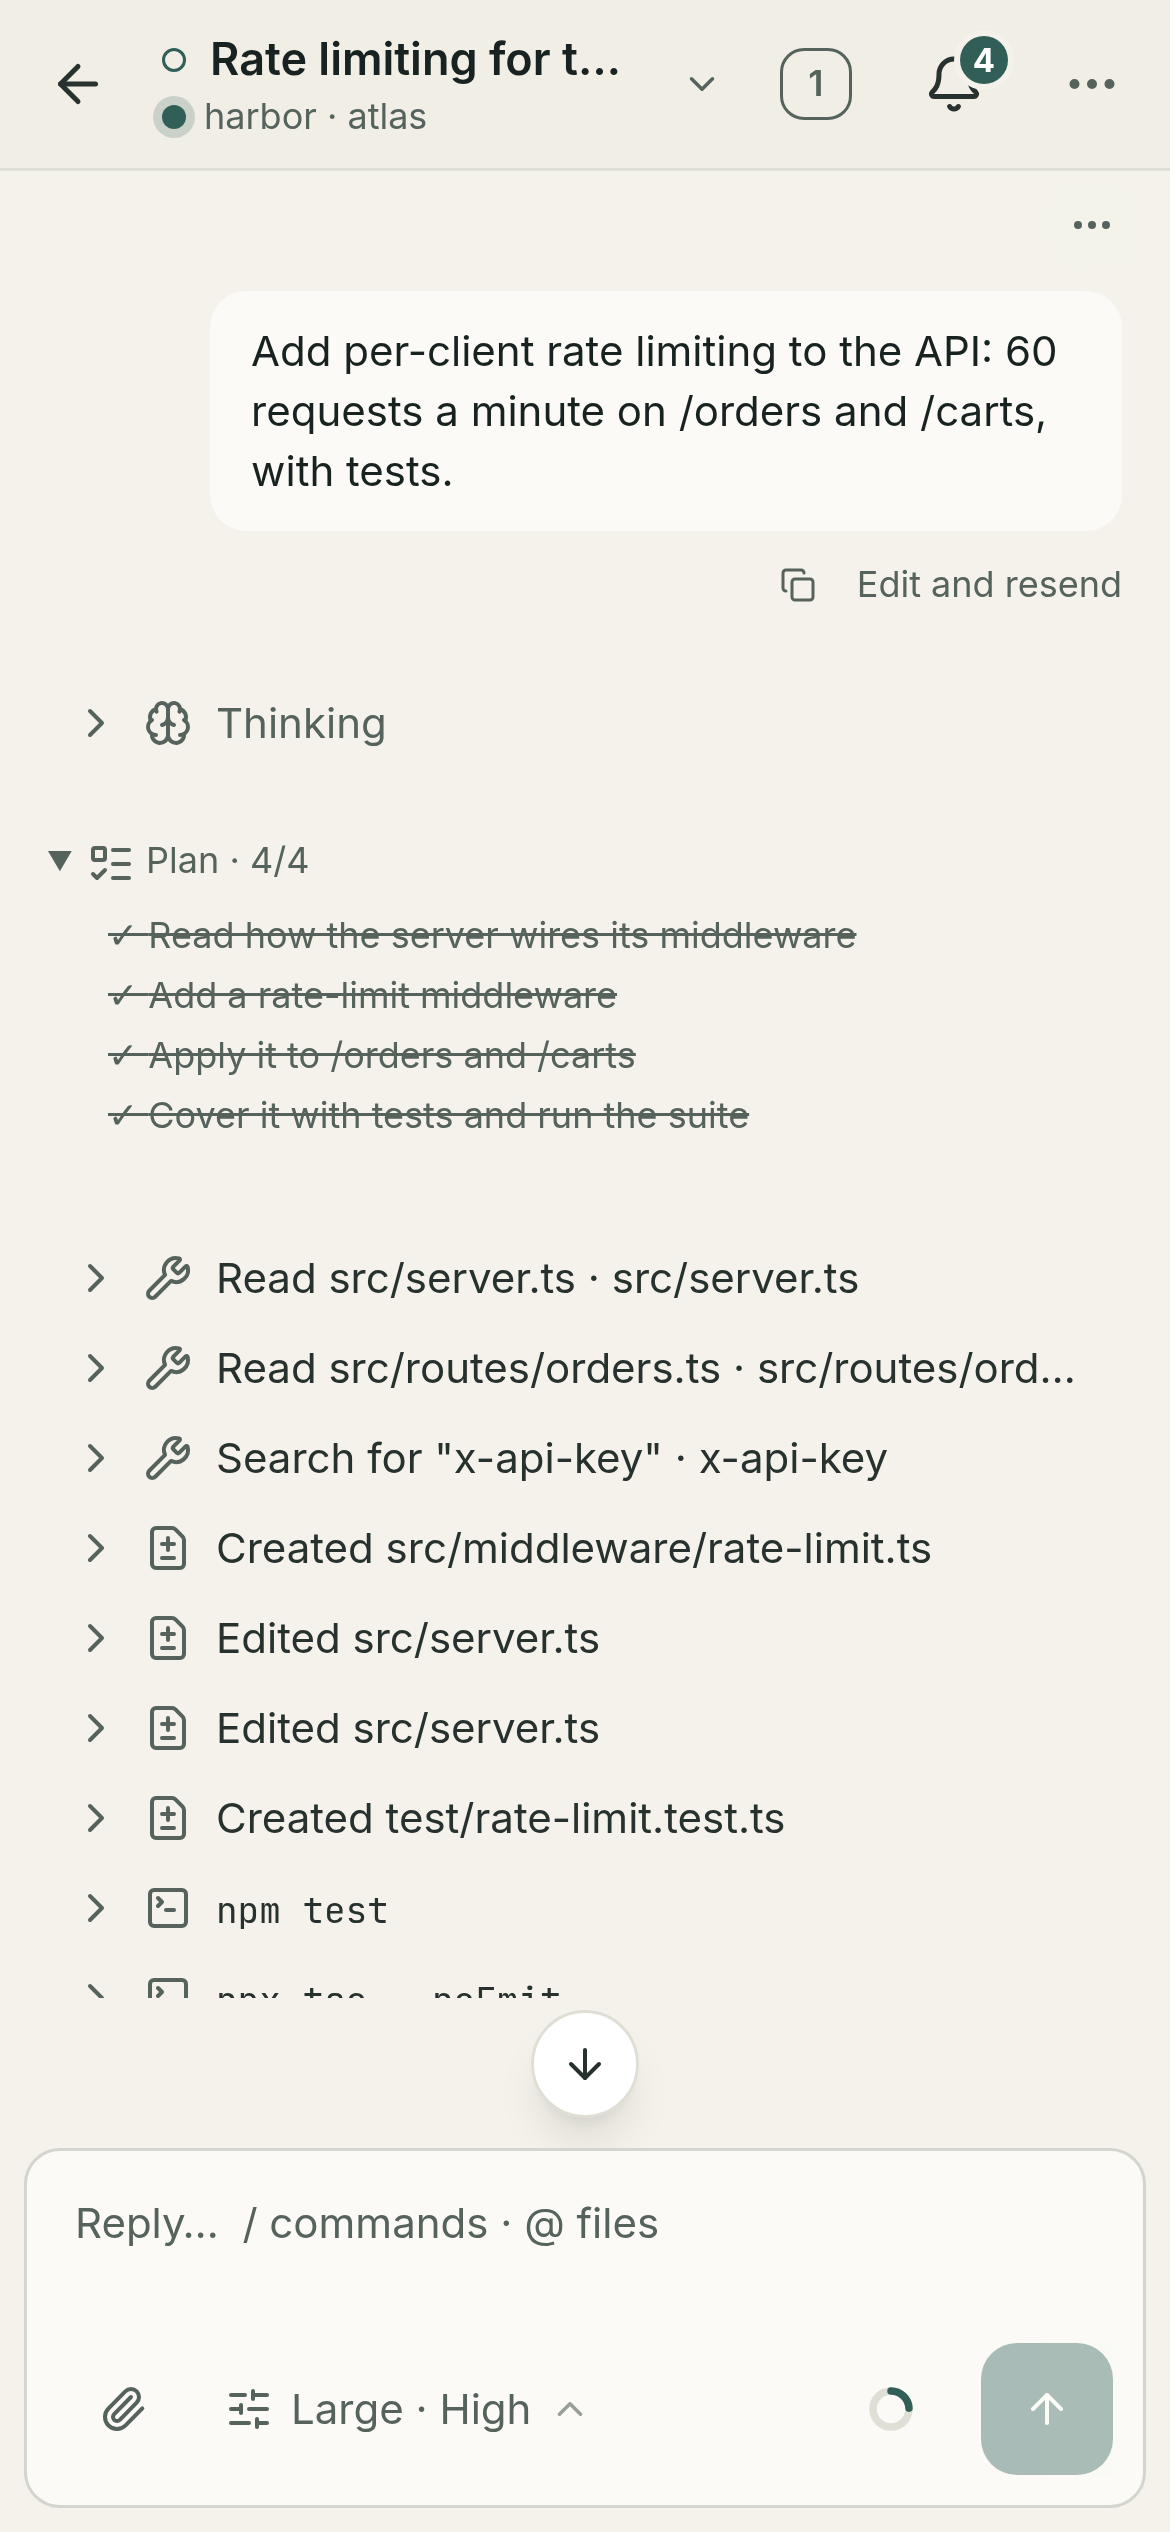 Rate limiting for t...
1
4
harbor · atlas
Add per-client rate limiting to the API: 60
requests a minute on /orders and /carts,
with tests.
Edit and resend
Thinking
Plan · 4/4
✓ Read how the server wires its middleware
✓ Add a rate-limit middleware
✓ Apply it to /orders and /carts
✓ Cover it with tests and run the suite
Read src/server.ts · src/server.ts
Read src/routes/orders.ts · src/routes/ord...
Search for "x-api-key" · x-api-key
Created src/middleware/rate-limit.ts
Edited src/server.ts
Edited src/server.ts
Created test/rate-limit.test.ts
npm test
npx tsc --noEmit
Reply... / commands · @ files
Large · High